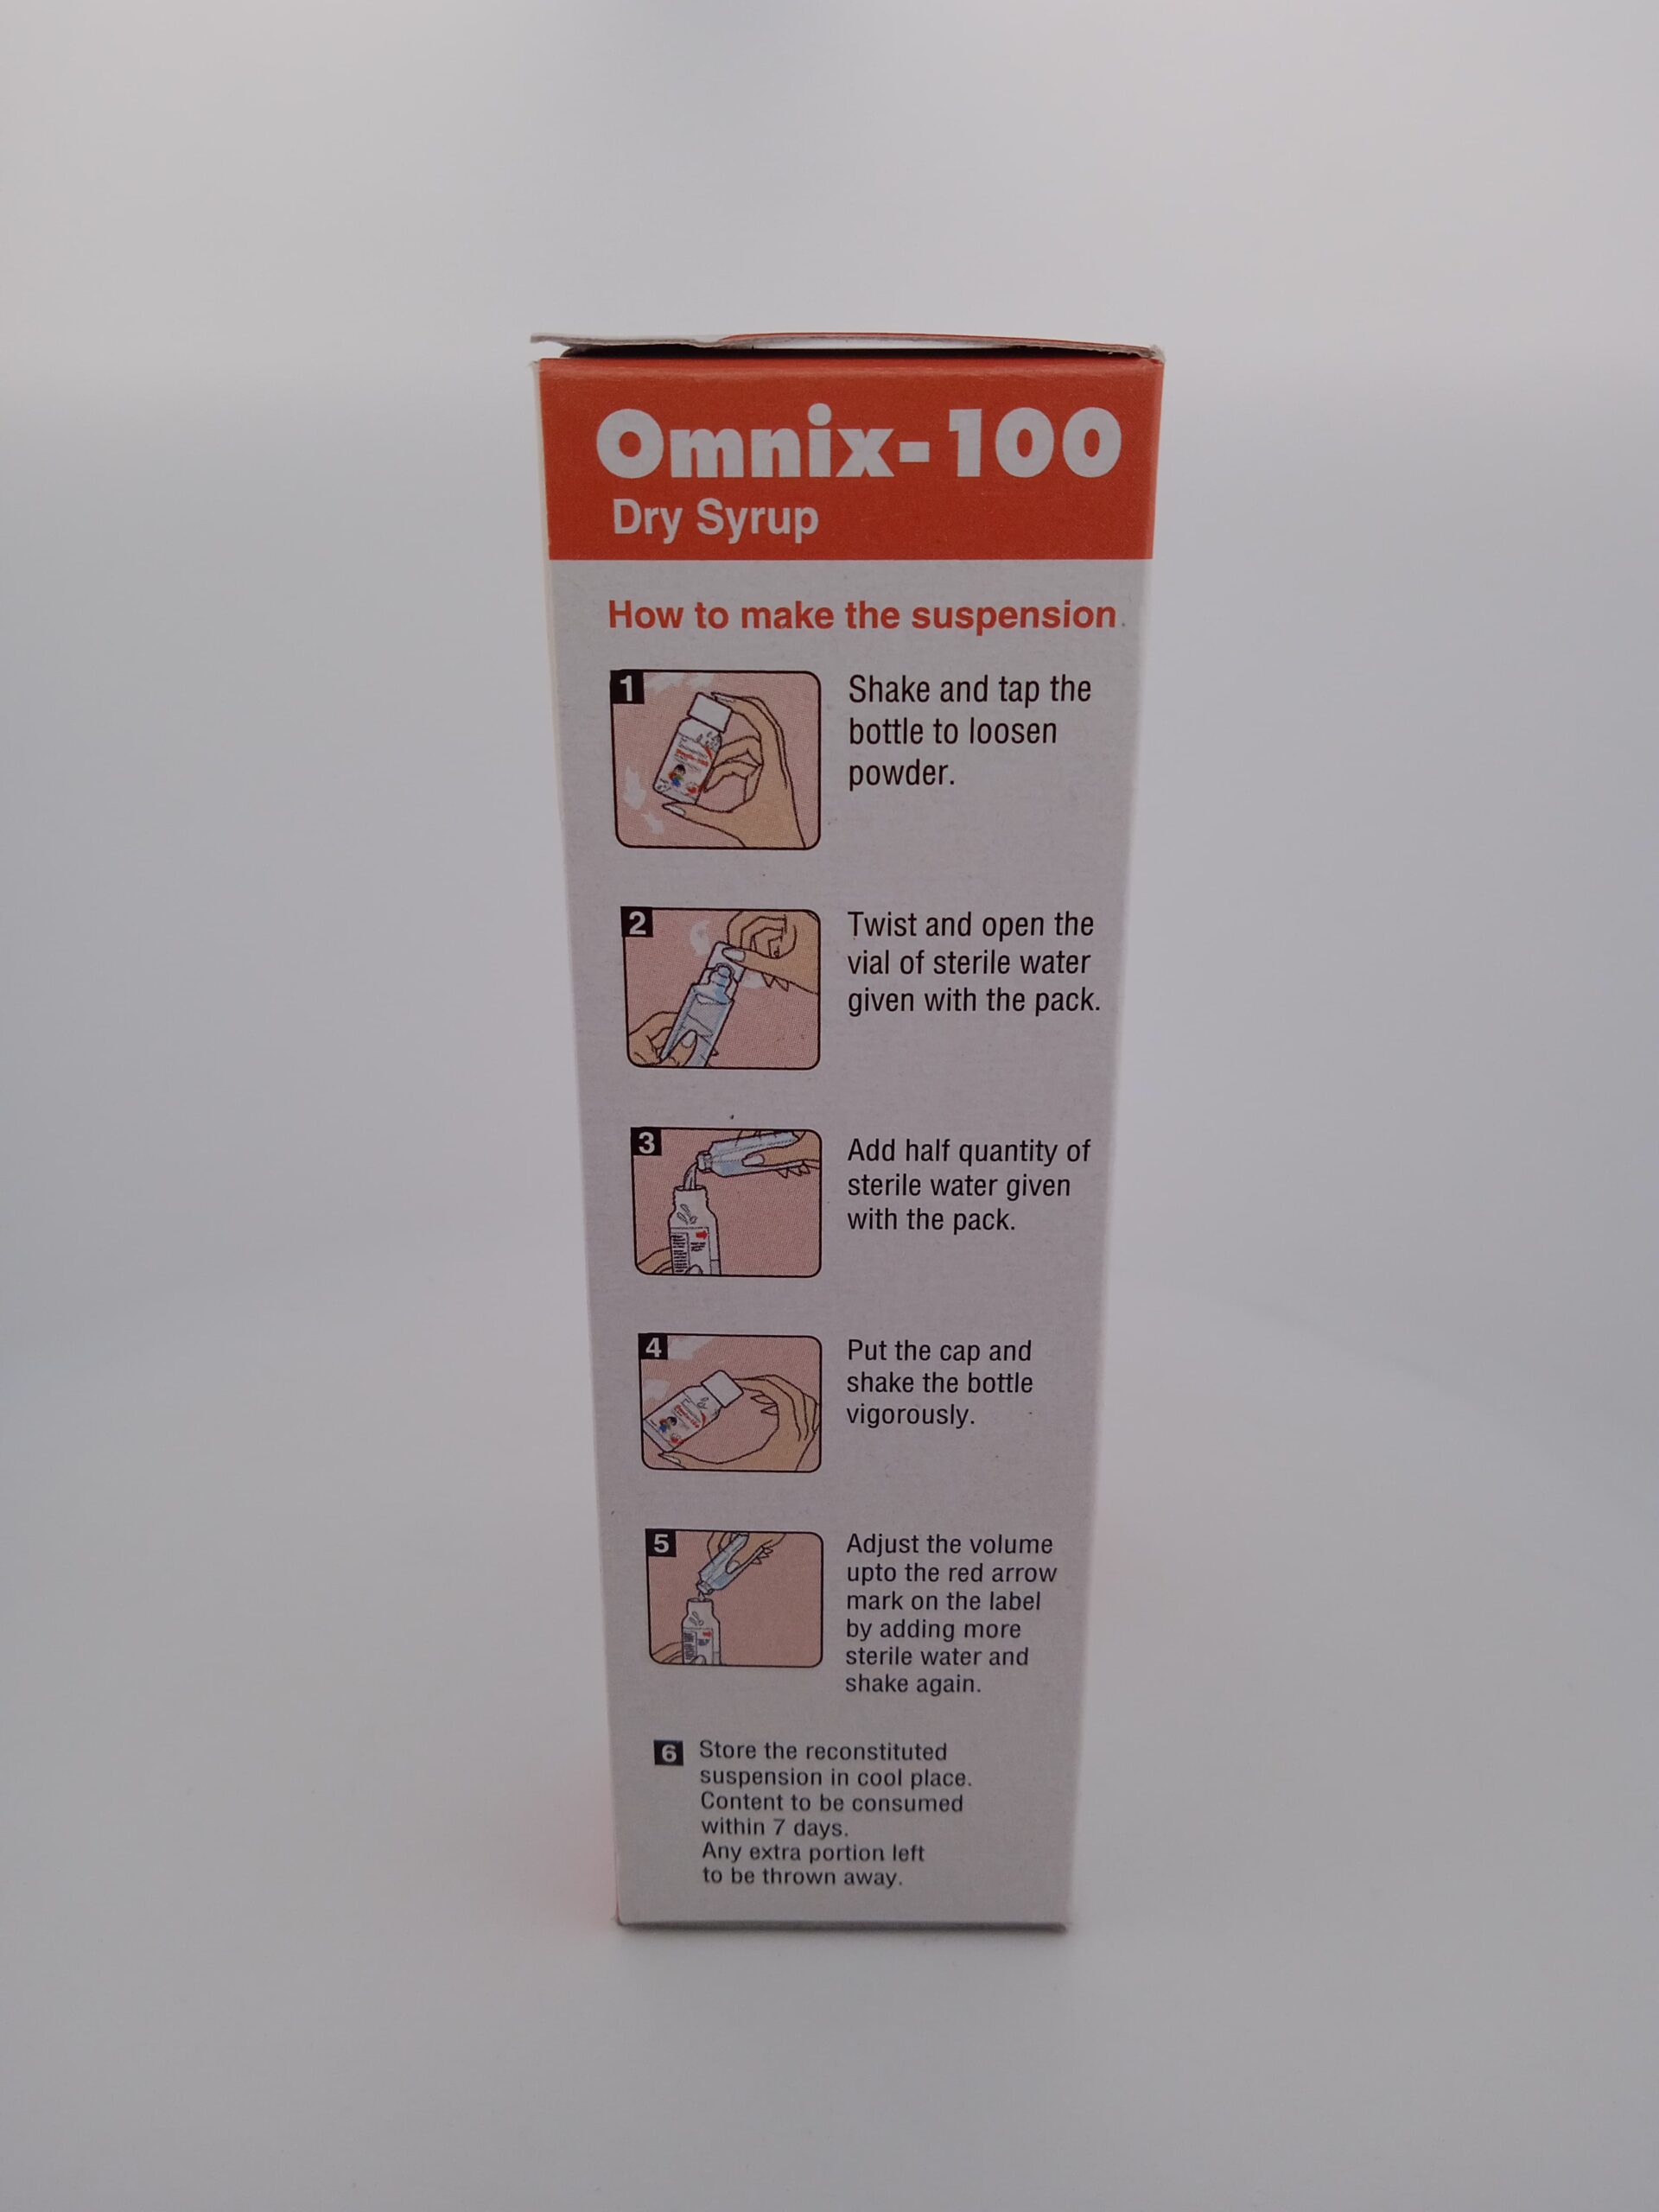 Omnix-100
Dry Syrup
How to make the suspension.
1
Shake and tap the
bottle to loosen
powder.
2
Twist and open the
vial of sterile water
given with the pack.
3
Add half quantity of
sterile water given
with the pack.
4
Put the cap and
shake the bottle
vigorously.
5
Adjust the volume
upto the red arrow
mark on the label
by adding more
sterile water and
shake again.
6
Store the reconstituted
suspension in cool place.
Content to be consumed
within 7 days.
Any extra portion left
to be thrown away.